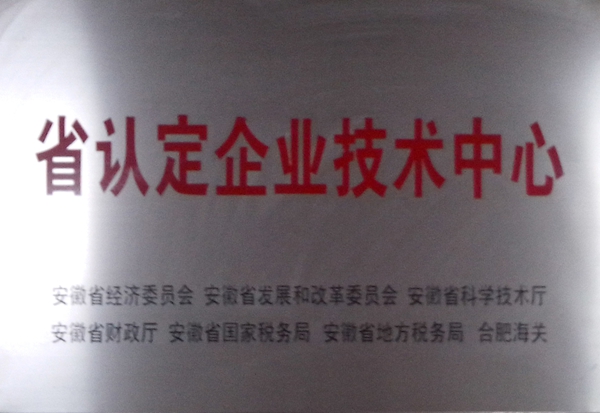 省认定企业技术中心
安徽省经济委员会 安徽省发展和改革委员会 安徽省科学技术厅
安徽省财政厅 安徽省国家税务局 安徽省地方税务局 合肥海关